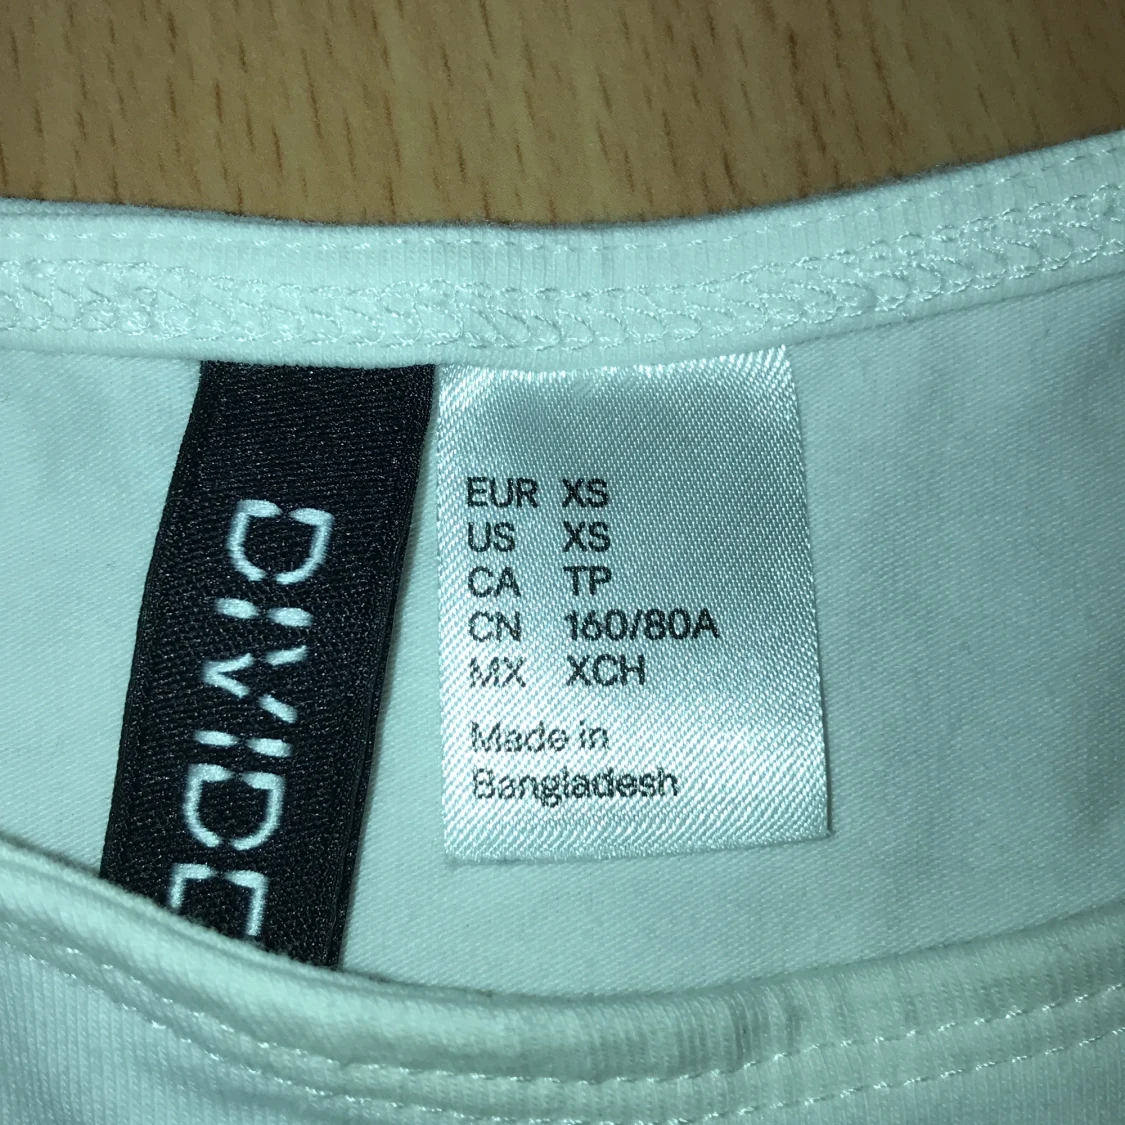 DIVIDE
EUR XS
US XS
CA TP
CN 160/80A
MX XCH
Made in
Bangladesh